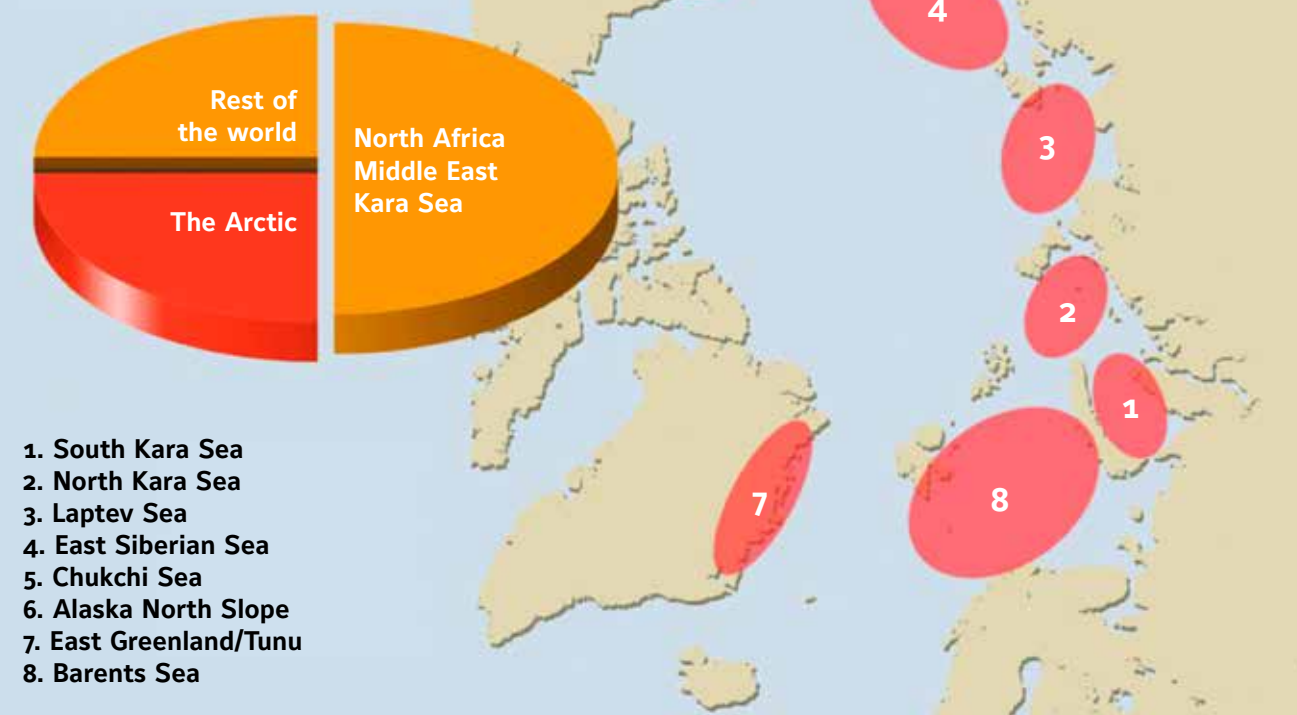 Rest of
the world
The Arctic
North Africa
Middle East
Kara Sea
4
3
2
1
7
8
1. South Kara Sea
2. North Kara Sea
3. Laptev Sea
4. East Siberian Sea
5. Chukchi Sea
6. Alaska North Slope
7. East Greenland/Tunu
8. Barents Sea